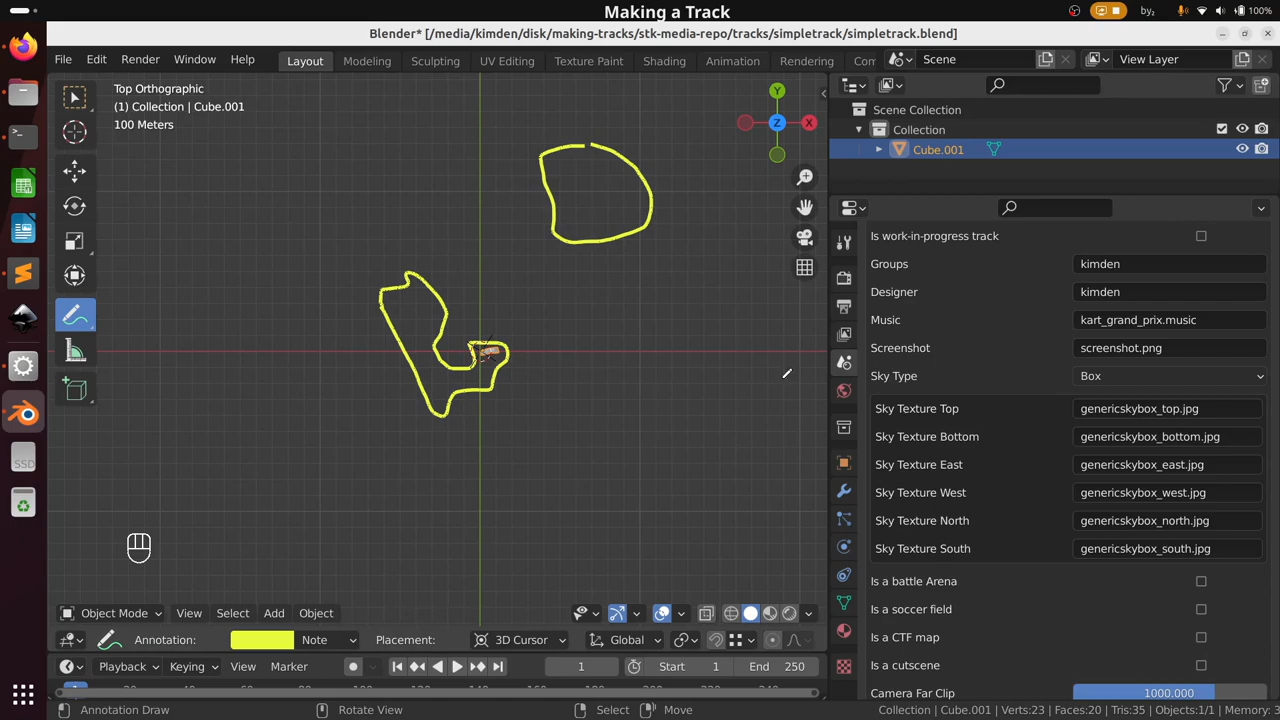 Making a Track
by₂
100%
Blender* [/media/kimden/disk/making-tracks/stk-media-repo/tracks/simpletrack/simpletrack.blend]
File Edit Render Window Help Layout Modeling Sculpting UV Editing Texture Paint Shading Animation Rendering Com Scene View Layer
Top Orthographic
(1) Collection | Cube.001
100 Meters
Y
X
Z
Scene Collection
Collection
Cube.001
Is work-in-progress track
Groups kimden
Designer kimden
Music kart_grand_prix.music
Screenshot screenshot.png
Sky Type Box
Sky Texture Top genericskybox_top.jpg
Sky Texture Bottom genericskybox_bottom.jpg
Sky Texture East genericskybox_east.jpg
Sky Texture West genericskybox_west.jpg
Sky Texture North genericskybox_north.jpg
Sky Texture South genericskybox_south.jpg
Is a battle Arena
Is a soccer field
Is a CTF map
Is a cutscene
Camera Far Clip 1000.000
SSD
Object Mode View Select Add Object
Annotation: Note Placement: 3D Cursor Global
Playback Keying View Marker 1 Start 1 End 250
Annotation Draw Rotate View Select Move Collection | Cube.001 | Verts:23 | Faces:20 | Tris:35 | Objects:1/1 | Memory: 3